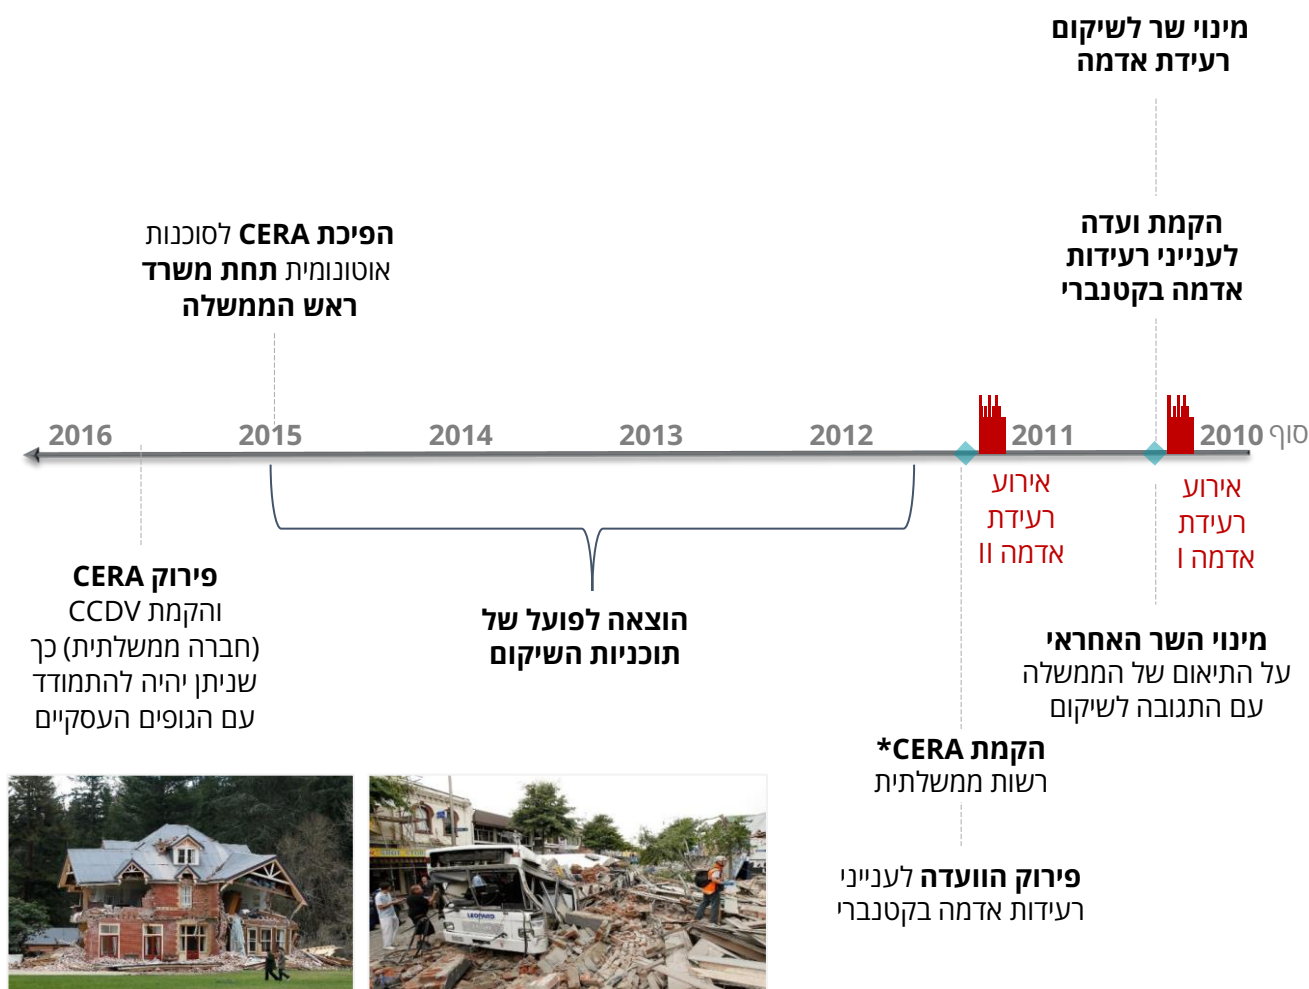 מינוי שר לשיקום
רעידת אדמה
הקמת ועדה
לענייני רעידות
אדמה בקטנברי
הפיכת CERA לסוכנות
אוטונומית תחת משרד
ראש הממשלה
סוף 2010
2011
2012
2013
2014
2015
2016
אירוע
רעידת
אדמה I
אירוע
רעידת
אדמה II
מינוי השר האחראי
על התיאום של הממשלה
עם התגובה לשיקום
הקמת CERA*
רשות ממשלתית
פירוק הוועדה לענייני
רעידות אדמה בקטנברי
הוצאה לפועל של
תוכניות השיקום
פירוק CERA
והקמת CCDV
(חברה ממשלתית) כך
שניתן יהיה להתמודד
עם הגופים העסקיים
LEOPARD